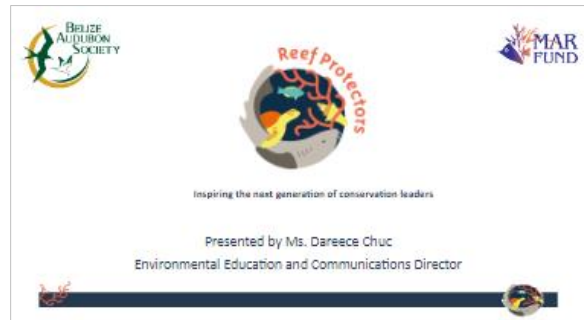 BELIZE
AUDUBON
SOCIETY
MAR
FUND
Reef Protectors
Inspiring the next generation of conservation leaders
Presented by Ms. Dareece Chuc
Environmental Education and Communications Director